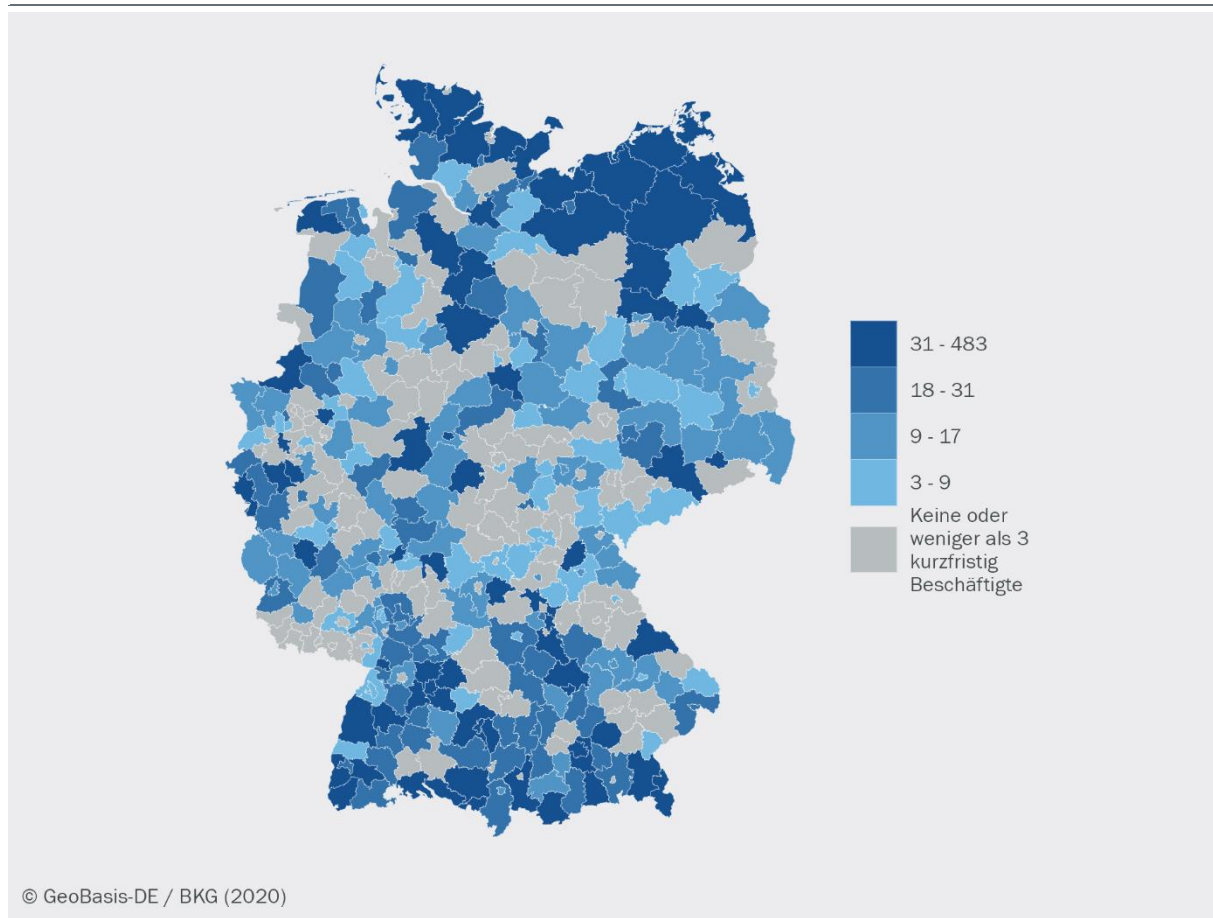 31 - 483
18 - 31
9 - 17
3 - 9
Keine oder
weniger als 3
kurzfristig
Beschäftigte
© GeoBasis-DE / BKG (2020)